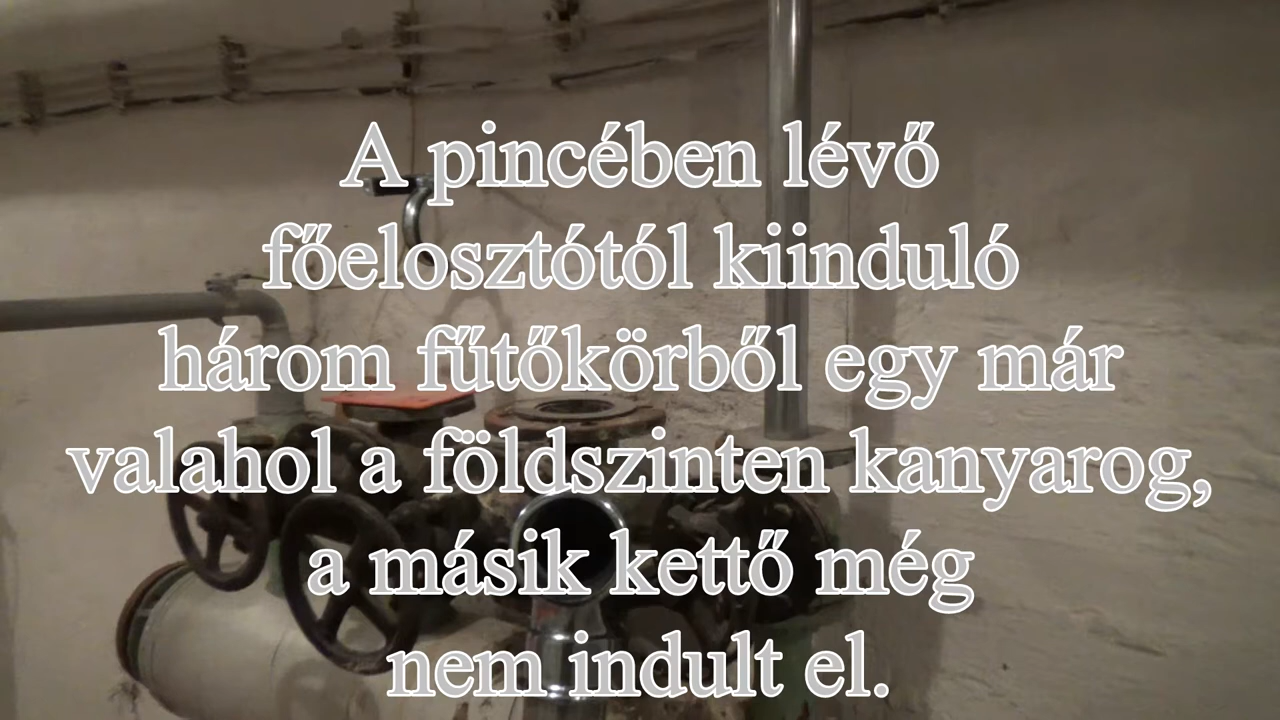 A pincében lévő
főelosztótól kiinduló
három fűtőkörből egy már
valahol a földszinten kanyarog,
a másik kettő még
nem indult el.